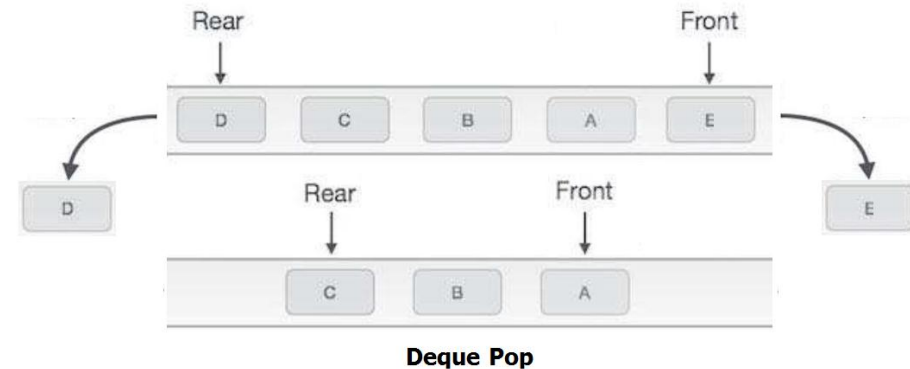 Rear Front
D C B A E
D E
Rear Front
C B A
Deque Pop